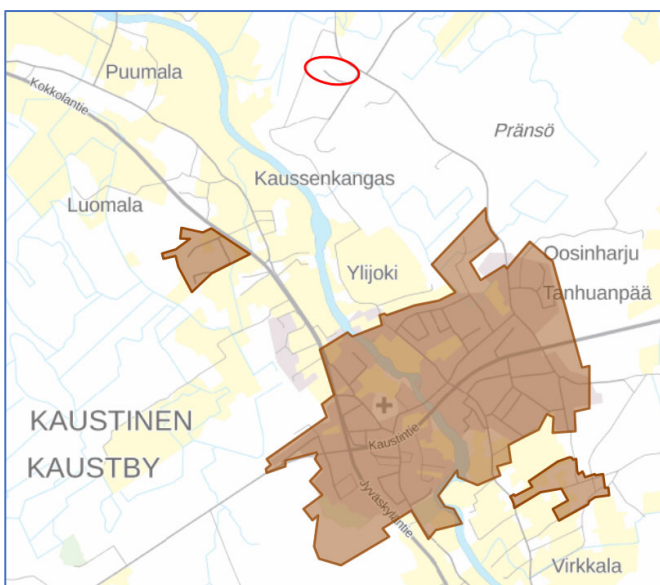 Puumala
Kokkolantie
Pränsö
Kaussenkangas
Luomala
Oosinharju
Ylijoki
Tanhuanpää
KAUSTINEN
KAUSTBY
Kaustintie
Jyväskyläntie
Virkkala